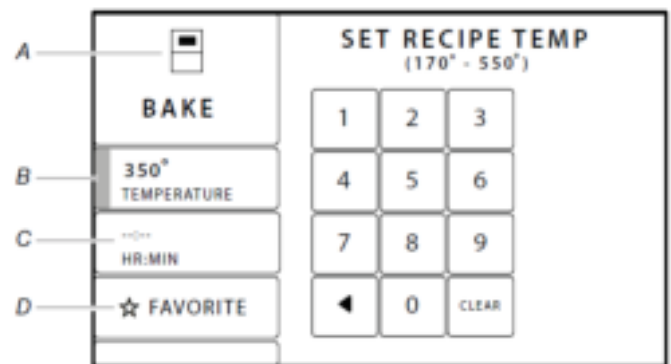 A
BAKE
B
350°
TEMPERATURE
C
--:--
HR:MIN
D
☆ FAVORITE
SET RECIPE TEMP
(170° - 550°)
1 2 3
4 5 6
7 8 9
◀ 0 CLEAR